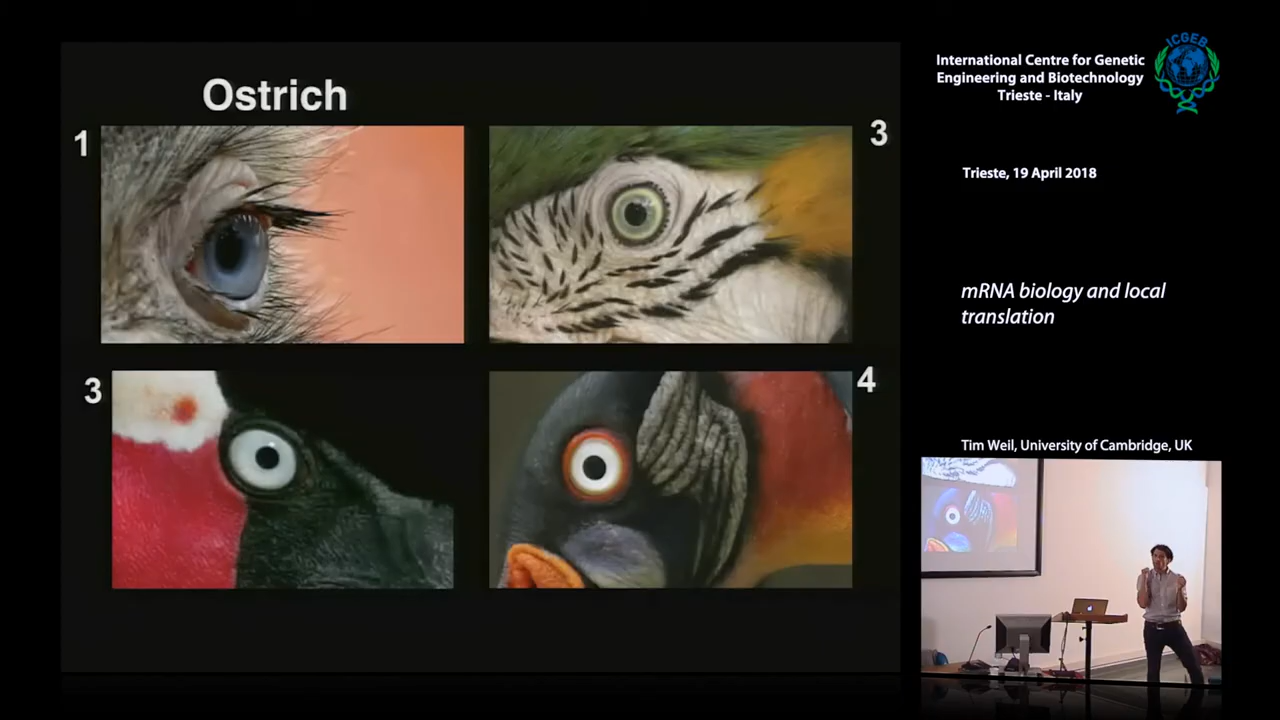 Ostrich
1
3
3
4
ICGEB
International Centre for Genetic
Engineering and Biotechnology
Trieste - Italy
Trieste, 19 April 2018
mRNA biology and local
translation
Tim Weil, University of Cambridge, UK